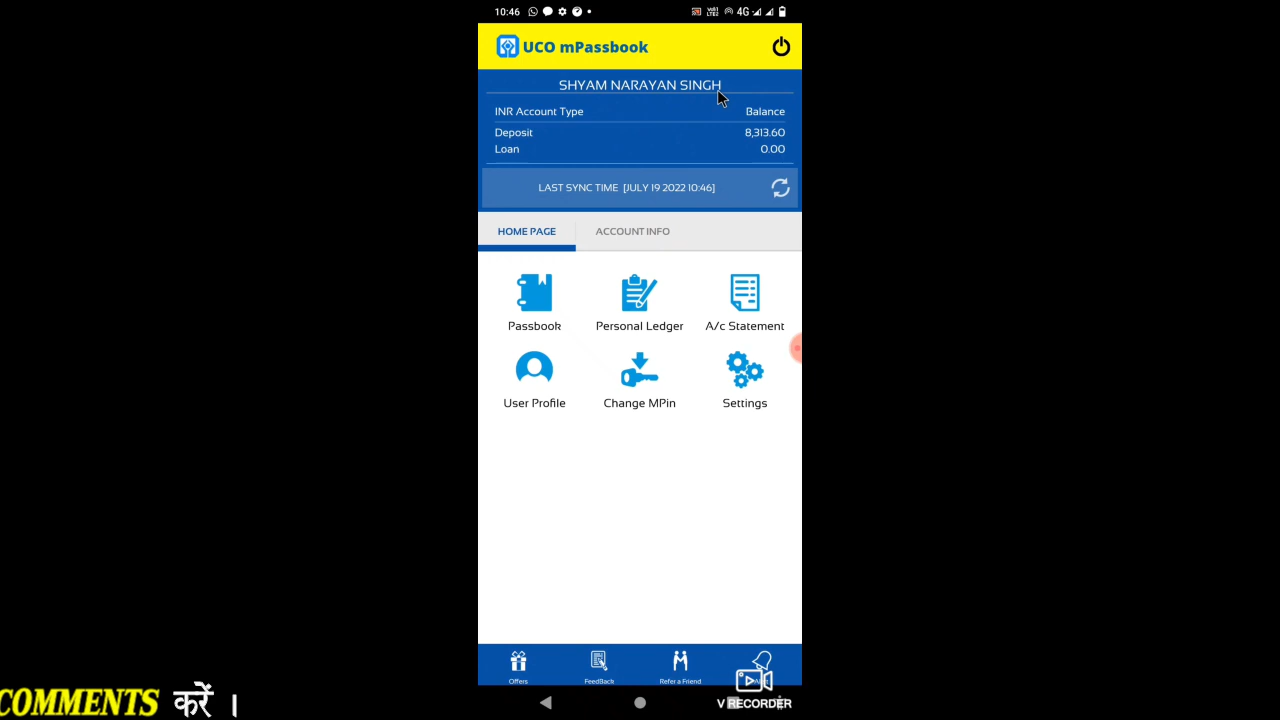 10:46
4G
UCO mPassbook
SHYAM NARAYAN SINGH
INR Account Type Balance
Deposit 8,313.60
Loan 0.00
LAST SYNC TIME [JULY 19 2022 10:46]
HOME PAGE ACCOUNT INFO
Passbook Personal Ledger A/c Statement
User Profile Change MPin Settings
Offers FeedBack Refer a Friend
V RECORDER
COMMENTS करें ।